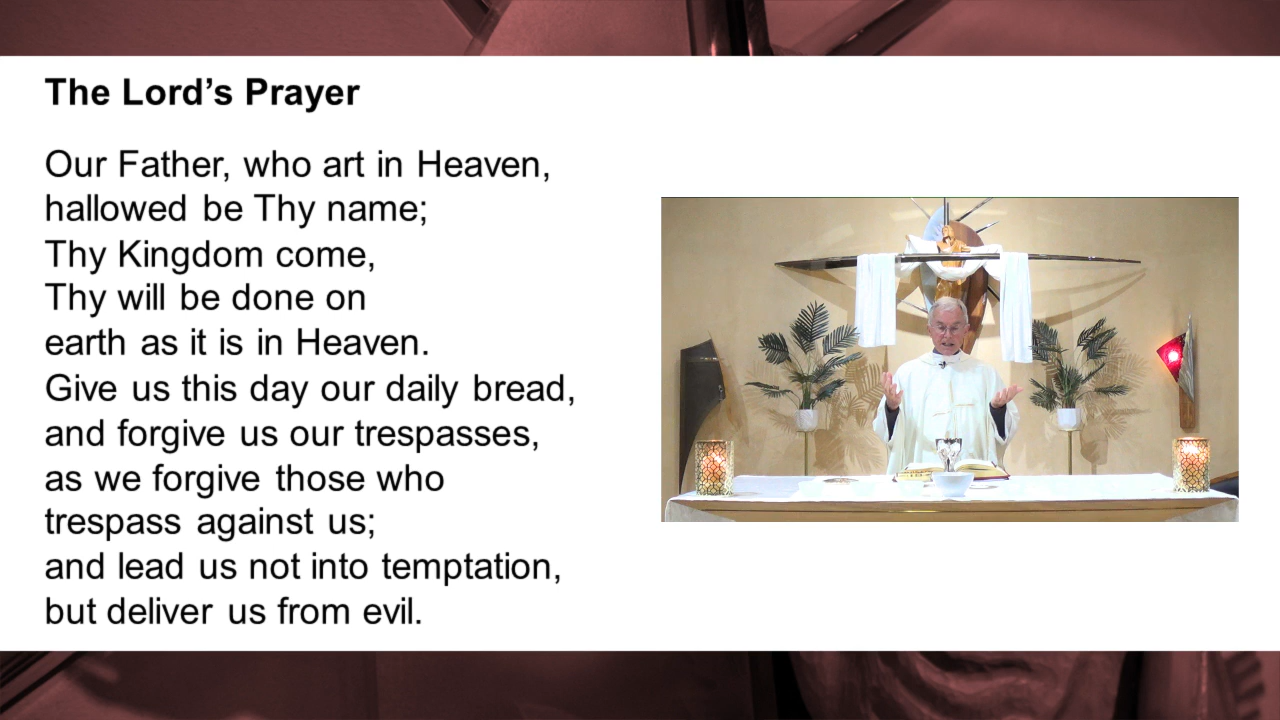 The Lord’s Prayer
Our Father, who art in Heaven,
hallowed be Thy name;
Thy Kingdom come,
Thy will be done on
earth as it is in Heaven.
Give us this day our daily bread,
and forgive us our trespasses,
as we forgive those who
trespass against us;
and lead us not into temptation,
but deliver us from evil.